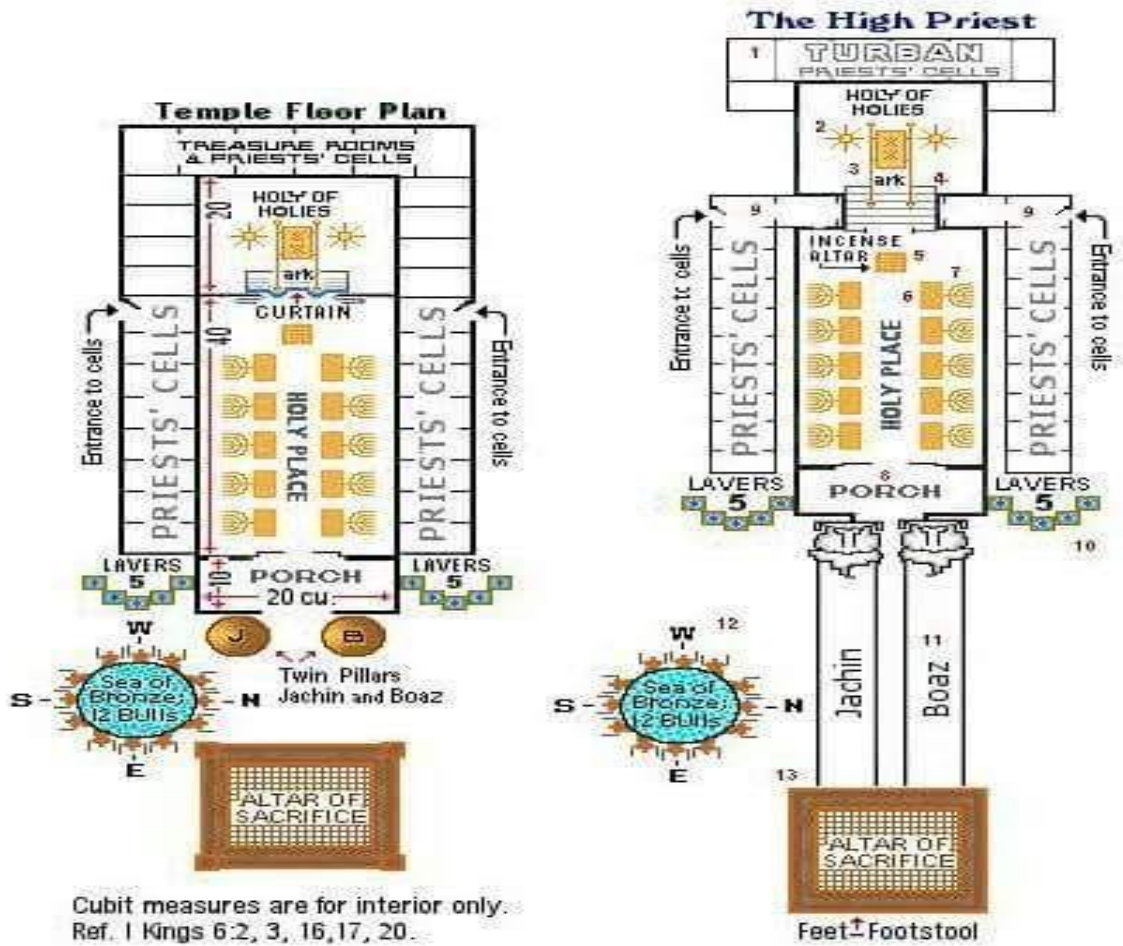 Temple Floor Plan
TREASURE ROOMS
& PRIESTS' CELLS
20
HOLY OF
HOLIES
ark
CURTAIN
40
Entrance to cells
PRIESTS' CELLS
HOLY PLACE
PRIESTS' CELLS
Entrance to cells
LAVERS
5
10
PORCH
20 cu.
LAVERS
5
J
B
Twin Pillars
Jachin and Boaz
W
S
Sea of
Bronze;
12 Bulls
N
E
ALTAR OF
SACRIFICE
Cubit measures are for interior only.
Ref. I Kings 6:2, 3, 16,17, 20.
The High Priest
1
TURBAN
PRIESTS' CELLS
HOLY OF
HOLIES
2
3
ark
4
9
9
INCENSE
ALTAR
5
6
7
Entrance to cells
PRIESTS' CELLS
HOLY PLACE
PRIESTS' CELLS
Entrance to cells
8
PORCH
LAVERS
5
LAVERS
5
10
Jachin
11
Boaz
12
W
S
Sea of
Bronze;
12 Bulls
N
E
13
ALTAR OF
SACRIFICE
Feet-Footstool